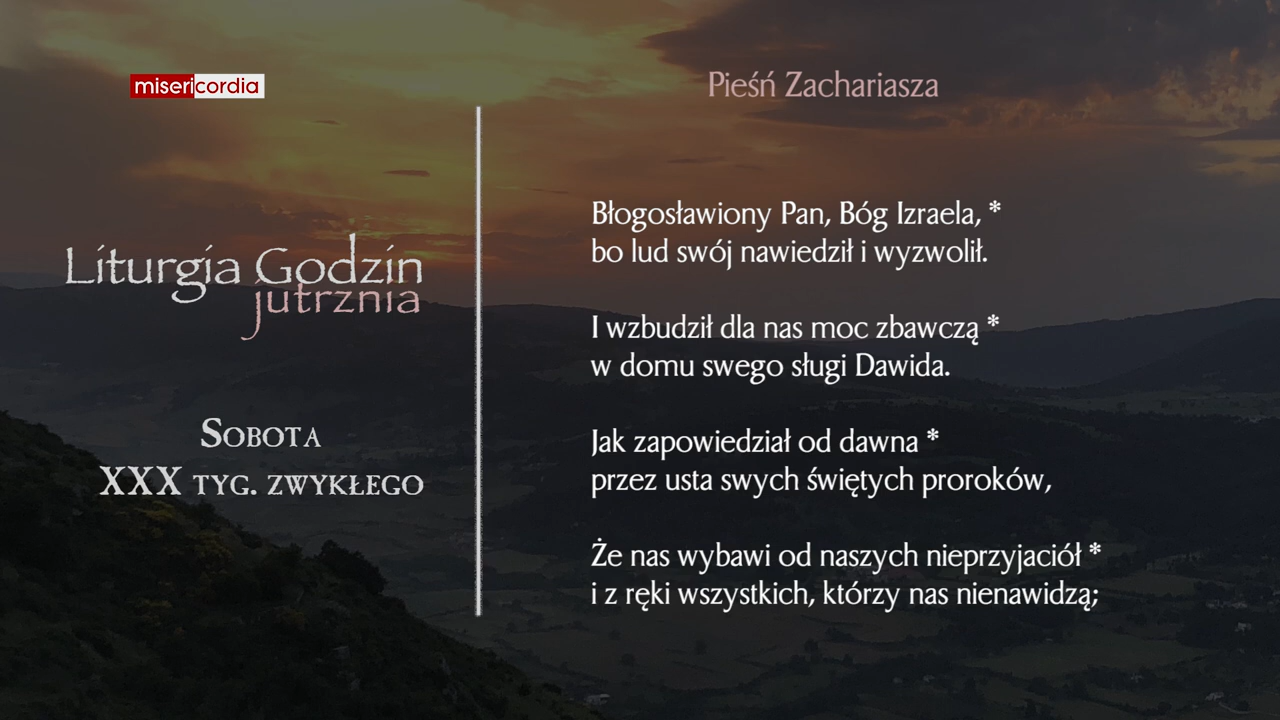 misericordia
Liturgia Godzin
jutrznia
Sobota
XXX tyg. zwykłego
Pieśń Zachariasza
Błogosławiony Pan, Bóg Izraela, *
bo lud swój nawiedził i wyzwolił.
I wzbudził dla nas moc zbawczą *
w domu swego sługi Dawida.
Jak zapowiedział od dawna *
przez usta swych świętych proroków,
Że nas wybawi od naszych nieprzyjaciół *
i z ręki wszystkich, którzy nas nienawidzą;